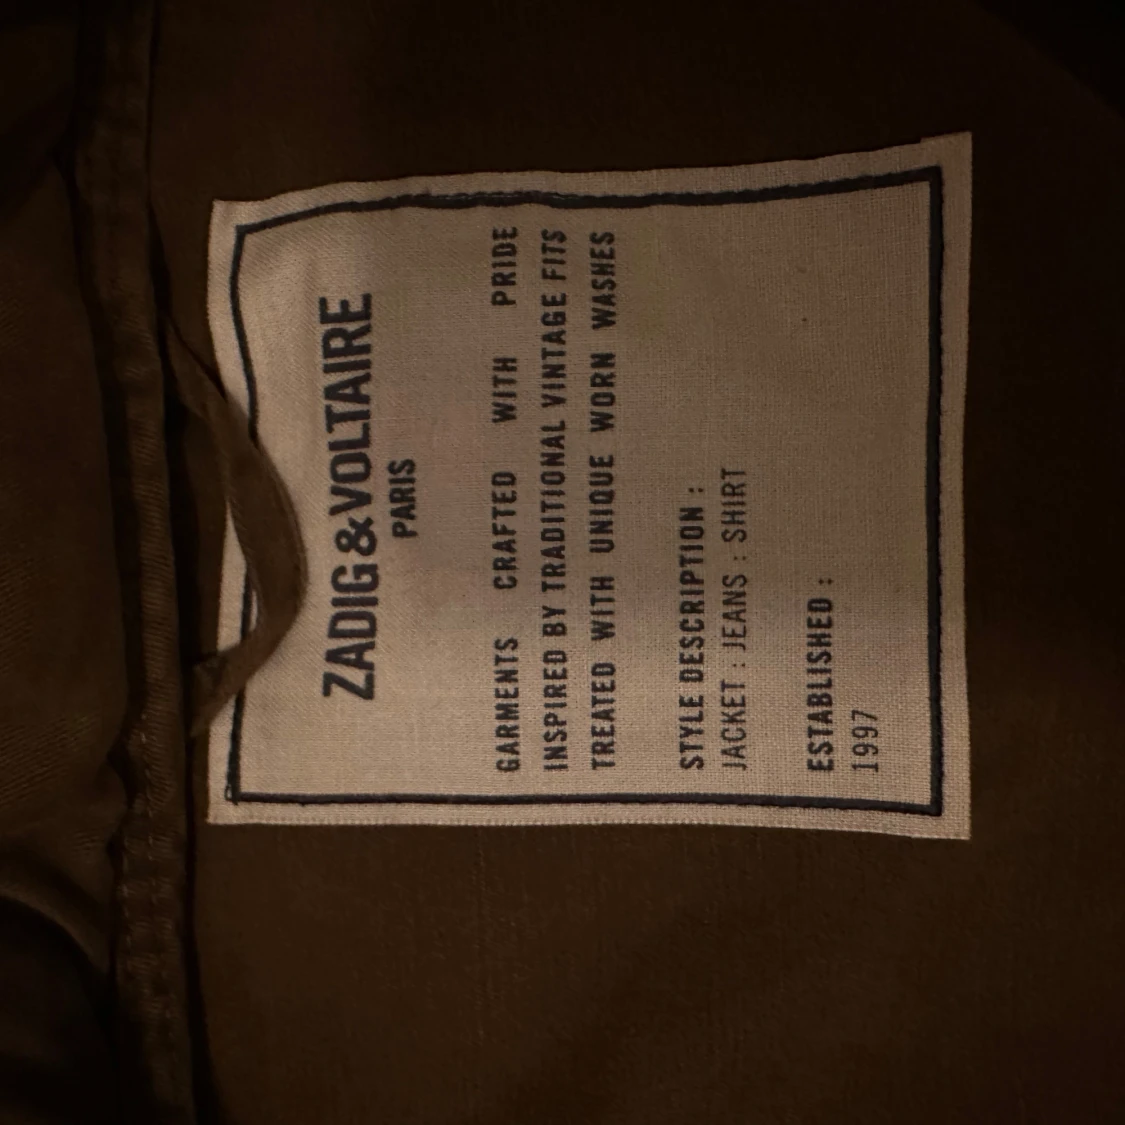 ZADIG&VOLTAIRE
PARIS
GARMENTS CRAFTED WITH PRIDE
INSPIRED BY TRADITIONAL VINTAGE FITS
TREATED WITH UNIQUE WORN WASHES
STYLE DESCRIPTION :
JACKET : JEANS : SHIRT
ESTABLISHED :
1997